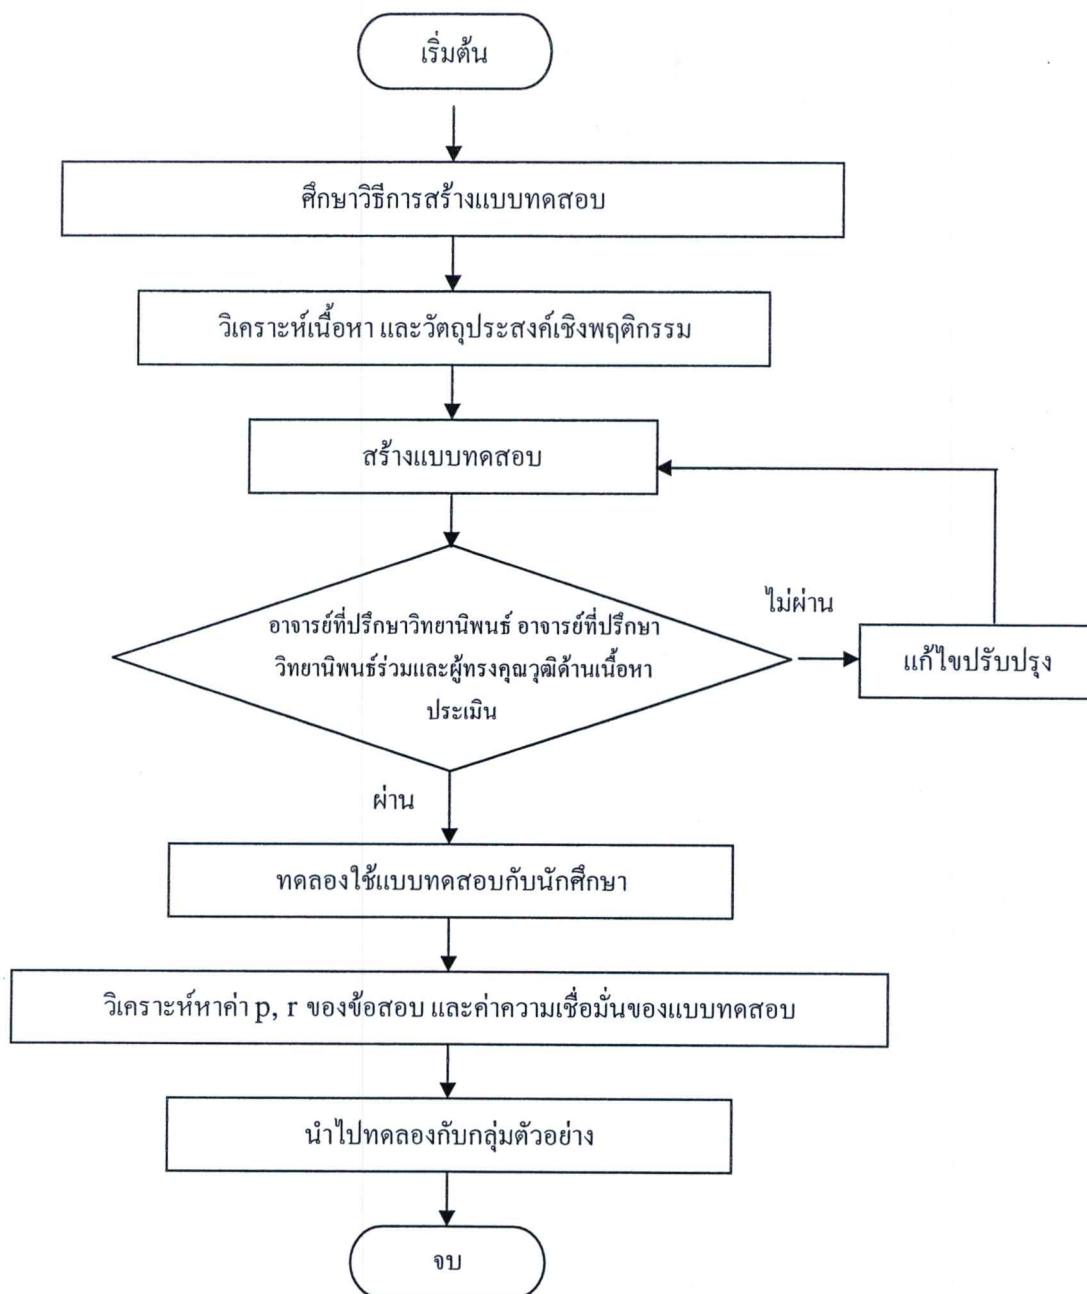 เริ่มต้น
ศึกษาวิธีการสร้างแบบทดสอบ
วิเคราะห์เนื้อหา และวัตถุประสงค์เชิงพฤติกรรม
สร้างแบบทดสอบ
ไม่ผ่าน
อาจารย์ที่ปรึกษาวิทยานิพนธ์ อาจารย์ที่ปรึกษา
วิทยานิพนธ์ร่วมและผู้ทรงคุณวุฒิด้านเนื้อหา
ประเมิน
แก้ไขปรับปรุง
ผ่าน
ทดลองใช้แบบทดสอบกับนักศึกษา
วิเคราะห์หาค่า p, r ของข้อสอบ และค่าความเชื่อมั่นของแบบทดสอบ
นำไปทดลองกับกลุ่มตัวอย่าง
จบ